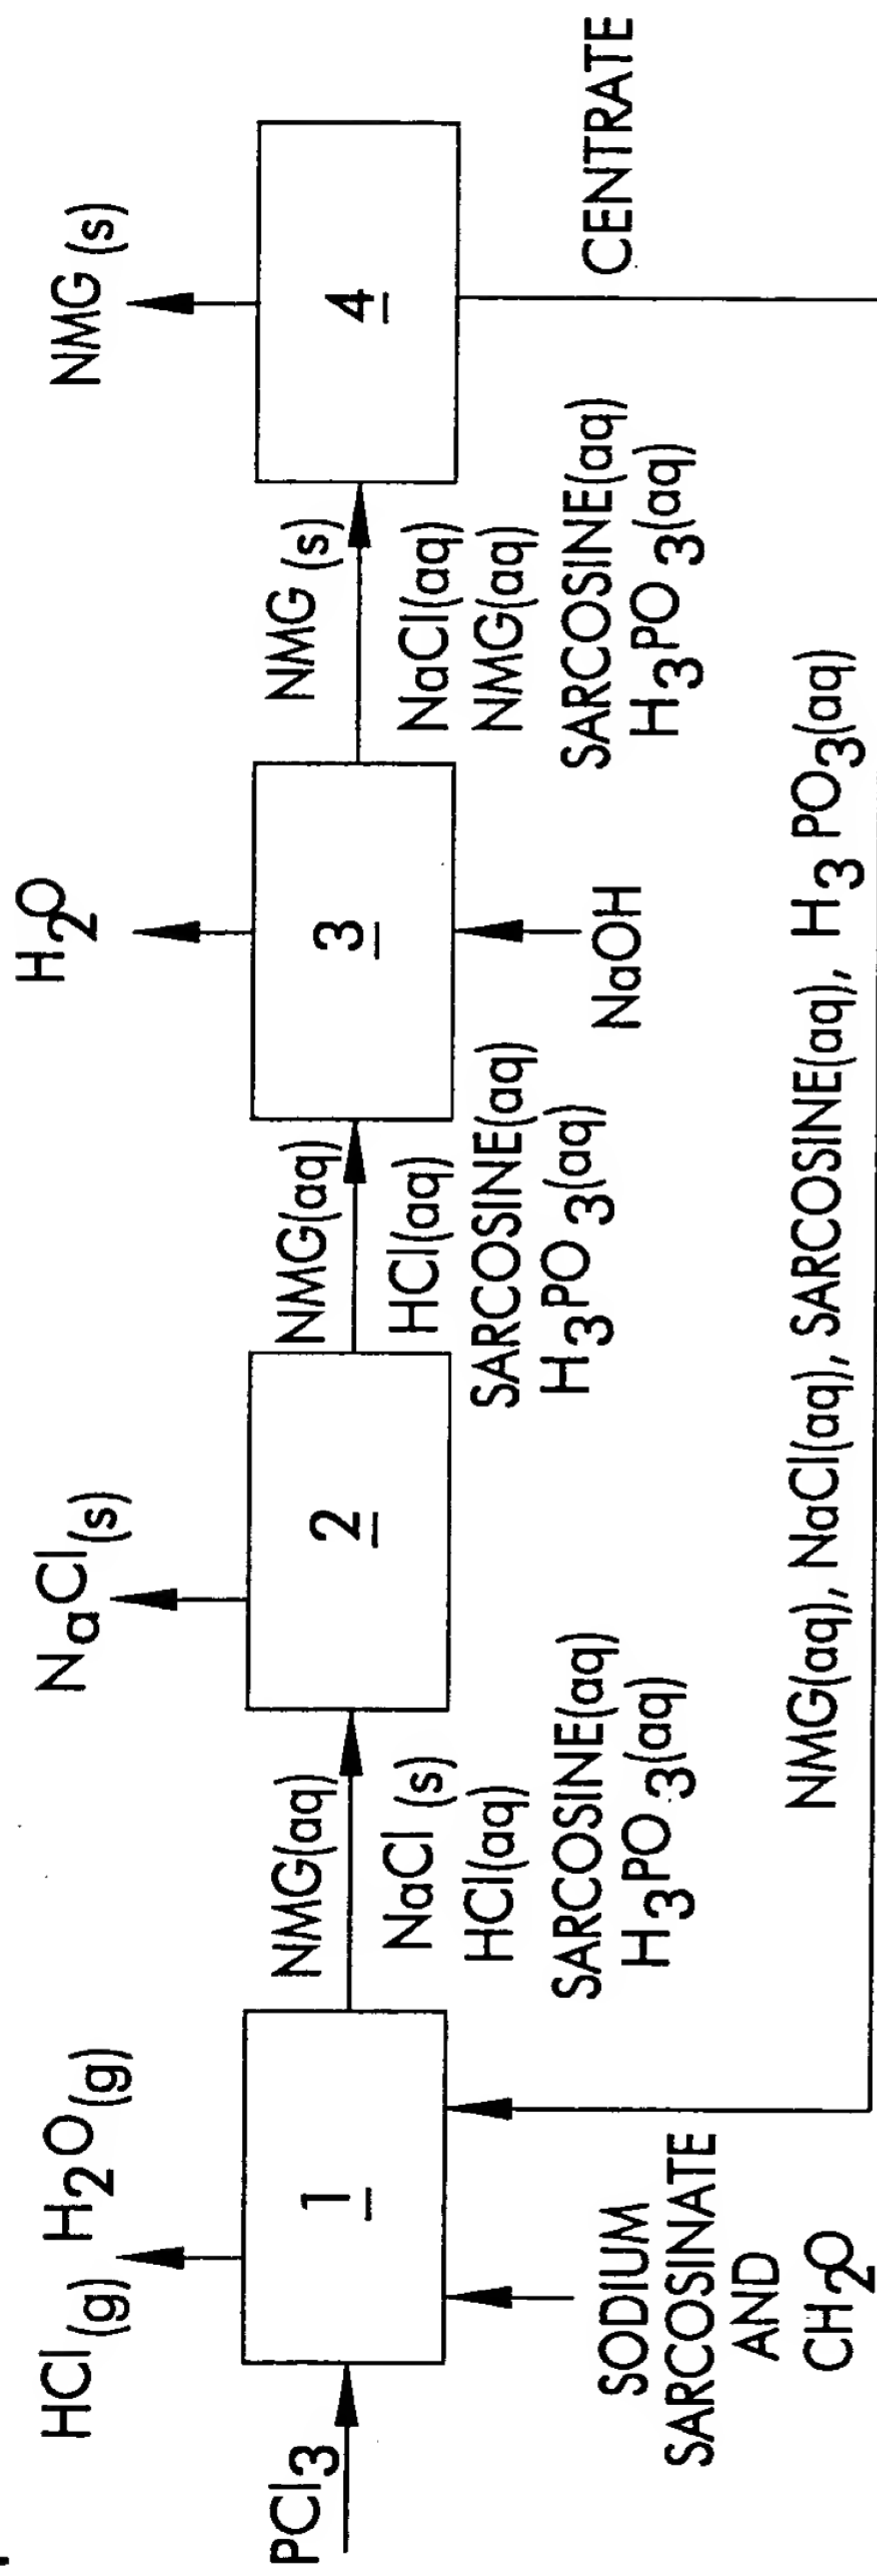 PCl3
HCl(g) H2O(g)
1
SODIUM
SARCOSINATE
AND
CH2O
NMG(aq)
NaCl (s)
HCl(aq)
SARCOSINE(aq)
H3PO3(aq)
NaCl(s)
2
NMG(aq)
HCl(aq)
SARCOSINE(aq)
H3PO3(aq)
H2O
3
NaOH
NMG (s)
NaCl(aq)
NMG(aq)
SARCOSINE(aq)
H3PO3(aq)
NMG (s)
4
CENTRATE
NMG(aq), NaCl(aq), SARCOSINE(aq), H3 PO3(aq)